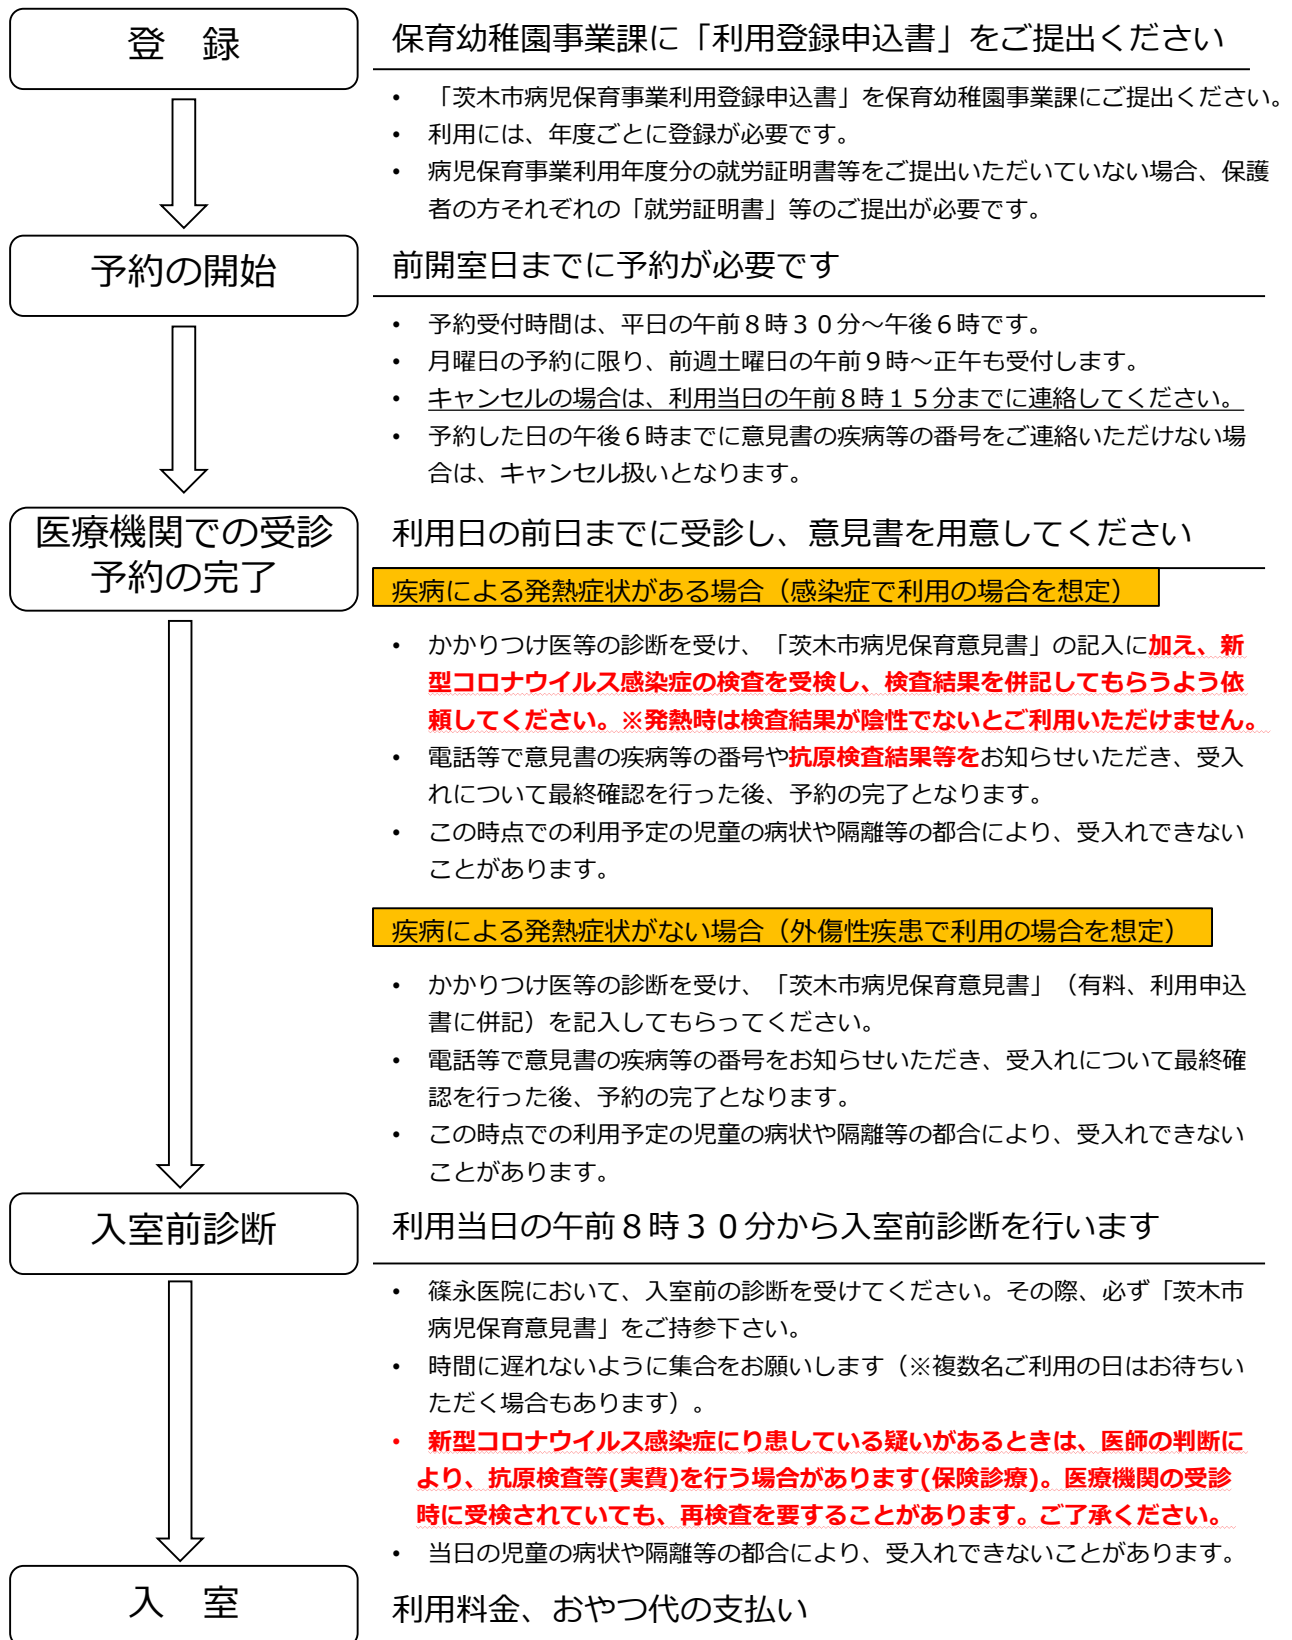 登　録
保育幼稚園事業課に「利用登録申込書」をご提出ください
• 「茨木市病児保育事業利用登録申込書」を保育幼稚園事業課にご提出ください。
• 利用には、年度ごとに登録が必要です。
• 病児保育事業利用年度分の就労証明書等をご提出いただいていない場合、保護
者の方それぞれの「就労証明書」等のご提出が必要です。
予約の開始
前開室日までに予約が必要です
• 予約受付時間は、平日の午前８時３０分～午後６時です。
• 月曜日の予約に限り、前週土曜日の午前９時～正午も受付します。
• キャンセルの場合は、利用当日の午前８時１５分までに連絡してください。
• 予約した日の午後６時までに意見書の疾病等の番号をご連絡いただけない場
合は、キャンセル扱いとなります。
医療機関での受診
予約の完了
利用日の前日までに受診し、意見書を用意してください
疾病による発熱症状がある場合（感染症で利用の場合を想定）
• かかりつけ医等の診断を受け、「茨木市病児保育意見書」の記入に加え、新
型コロナウイルス感染症の検査を受検し、検査結果を併記してもらうよう依
頼してください。※発熱時は検査結果が陰性でないとご利用いただけません。
• 電話等で意見書の疾病等の番号や抗原検査結果等をお知らせいただき、受入
れについて最終確認を行った後、予約の完了となります。
• この時点での利用予定の児童の病状や隔離等の都合により、受入れできない
ことがあります。
疾病による発熱症状がない場合（外傷性疾患で利用の場合を想定）
• かかりつけ医等の診断を受け、「茨木市病児保育意見書」（有料、利用申込
書に併記）を記入してもらってください。
• 電話等で意見書の疾病等の番号をお知らせいただき、受入れについて最終確
認を行った後、予約の完了となります。
• この時点での利用予定の児童の病状や隔離等の都合により、受入れできない
ことがあります。
入室前診断
利用当日の午前８時３０分から入室前診断を行います
• 篠永医院において、入室前の診断を受けてください。その際、必ず「茨木市
病児保育意見書」をご持参下さい。
• 時間に遅れないように集合をお願いします（※複数名ご利用の日はお待ちい
ただく場合もあります）。
• 新型コロナウイルス感染症にり患している疑いがあるときは、医師の判断に
より、抗原検査等(実費)を行う場合があります(保険診療)。医療機関の受診
時に受検されていても、再検査を要することがあります。ご了承ください。
• 当日の児童の病状や隔離等の都合により、受入れできないことがあります。
入　室
利用料金、おやつ代の支払い